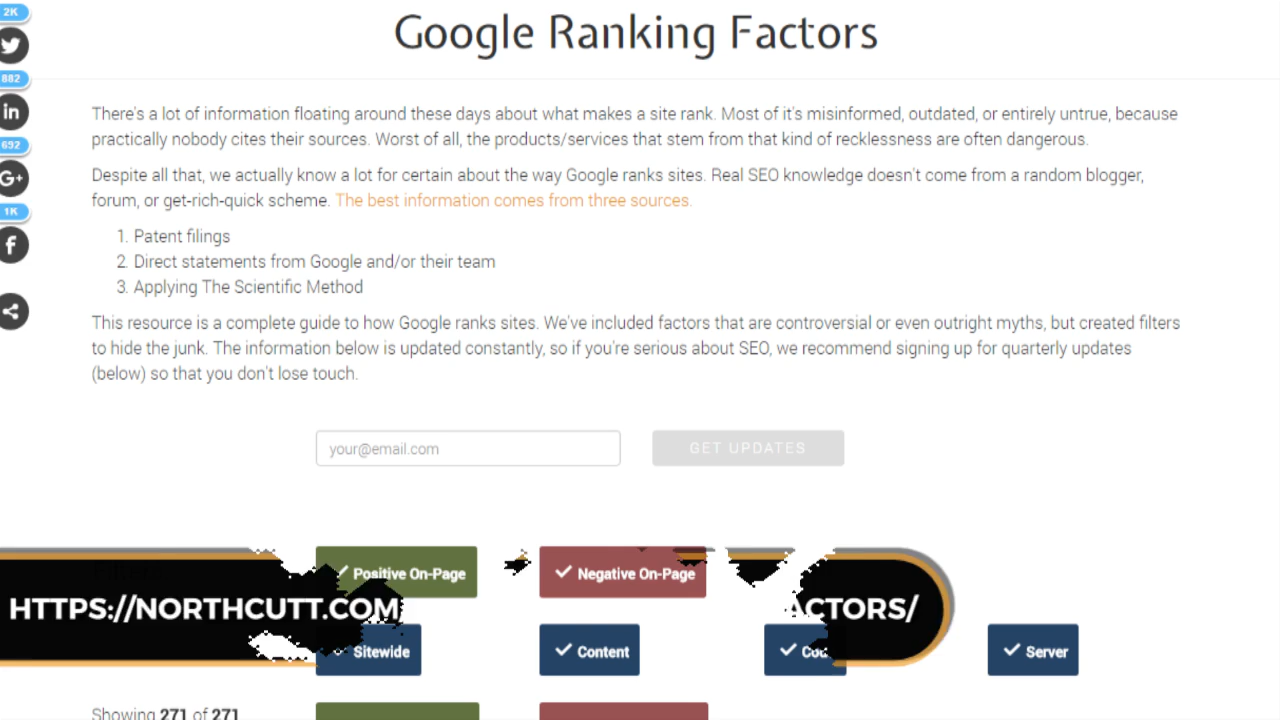 2K
Google Ranking Factors
882
in
There's a lot of information floating around these days about what makes a site rank. Most of it's misinformed, outdated, or entirely untrue, because
practically nobody cites their sources. Worst of all, the products/services that stem from that kind of recklessness are often dangerous.
692
G+
Despite all that, we actually know a lot for certain about the way Google ranks sites. Real SEO knowledge doesn't come from a random blogger,
forum, or get-rich-quick scheme. The best information comes from three sources.
1K
f
1. Patent filings
2. Direct statements from Google and/or their team
3. Applying The Scientific Method
This resource is a complete guide to how Google ranks sites. We've included factors that are controversial or even outright myths, but created filters
to hide the junk. The information below is updated constantly, so if you're serious about SEO, we recommend signing up for quarterly updates
(below) so that you don't lose touch.
your@email.com
GET UPDATES
Positive On-Page
Negative On-Page
HTTPS://NORTHCUTT.COM
ACTORS/
Sitewide
Content
Server
Showing 271 of 271